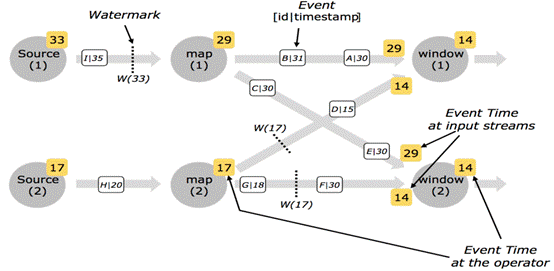 Watermark
Event
[id|timestamp]
33
Source
(1)
I|35
W(33)
29
map
(1)
B|31
A|30
29
14
window
(1)
14
C|30
D|15
W(17)
E|30
29
Event Time
at input streams
17
Source
(2)
H|20
17
map
(2)
G|18
F|30
W(17)
14
14
window
(2)
Event Time
at the operator